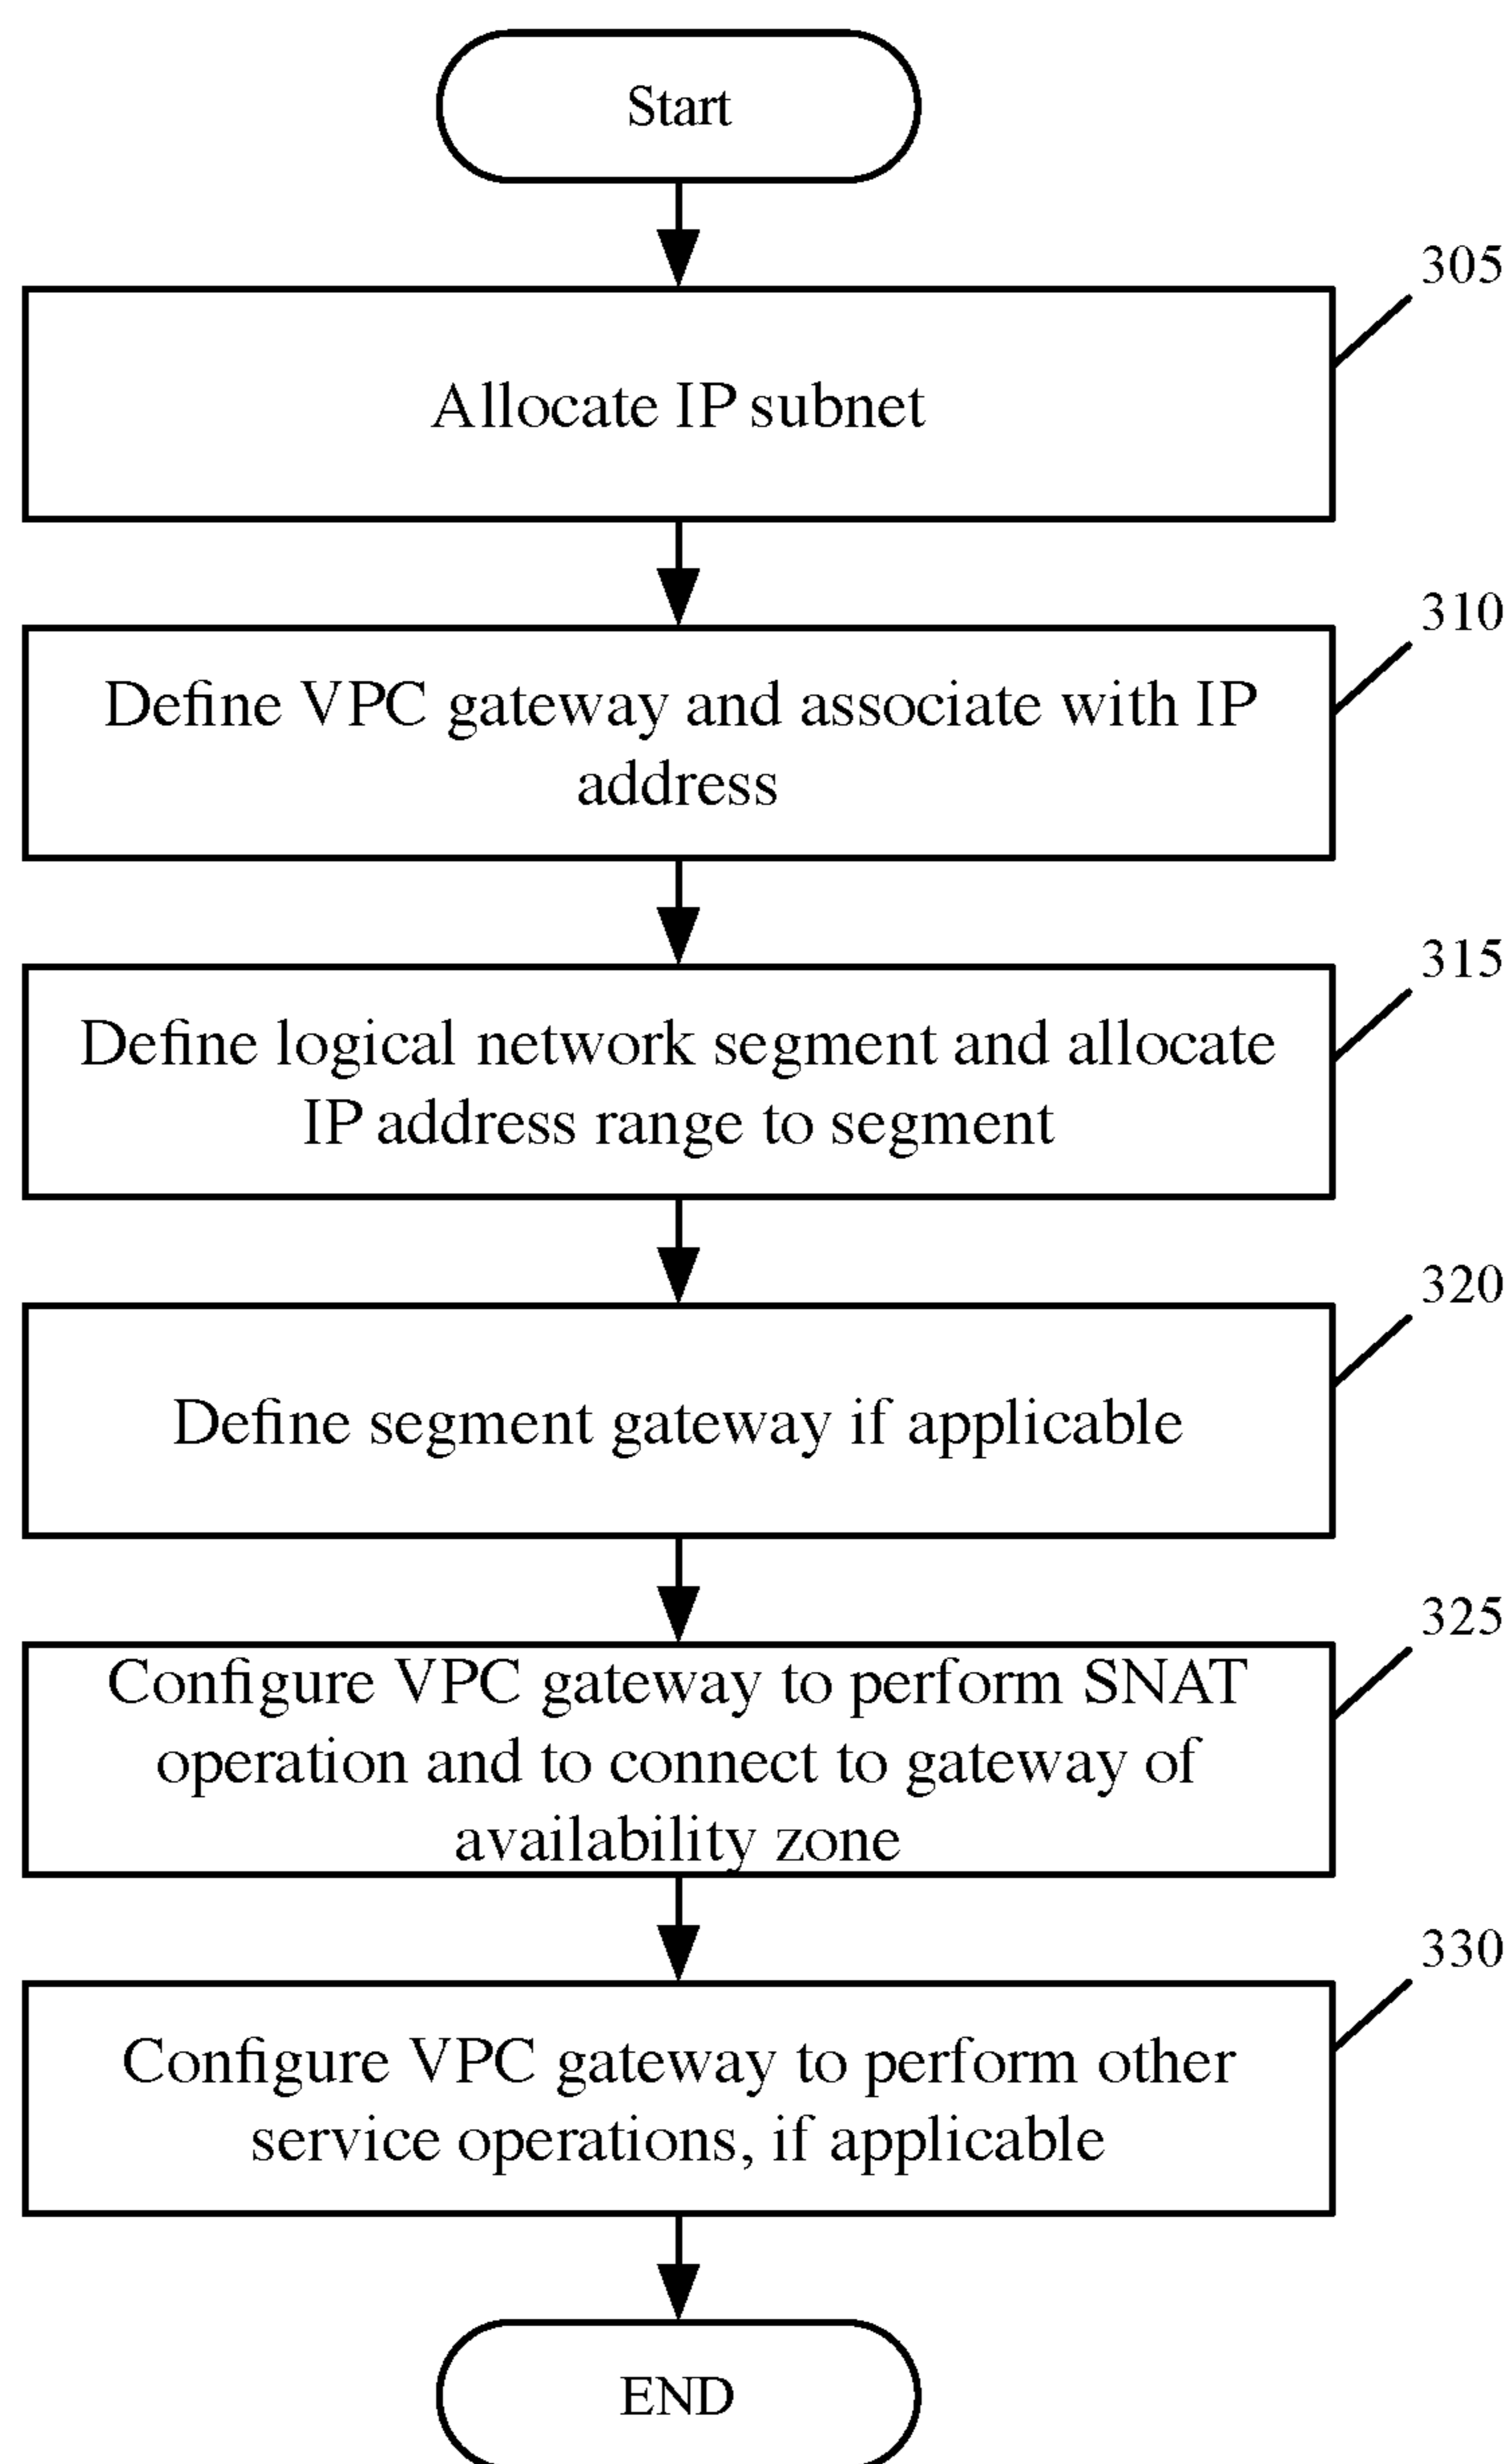 Start
305
Allocate IP subnet
310
Define VPC gateway and associate with IP
address
315
Define logical network segment and allocate
IP address range to segment
320
Define segment gateway if applicable
325
Configure VPC gateway to perform SNAT
operation and to connect to gateway of
availability zone
330
Configure VPC gateway to perform other
service operations, if applicable
END